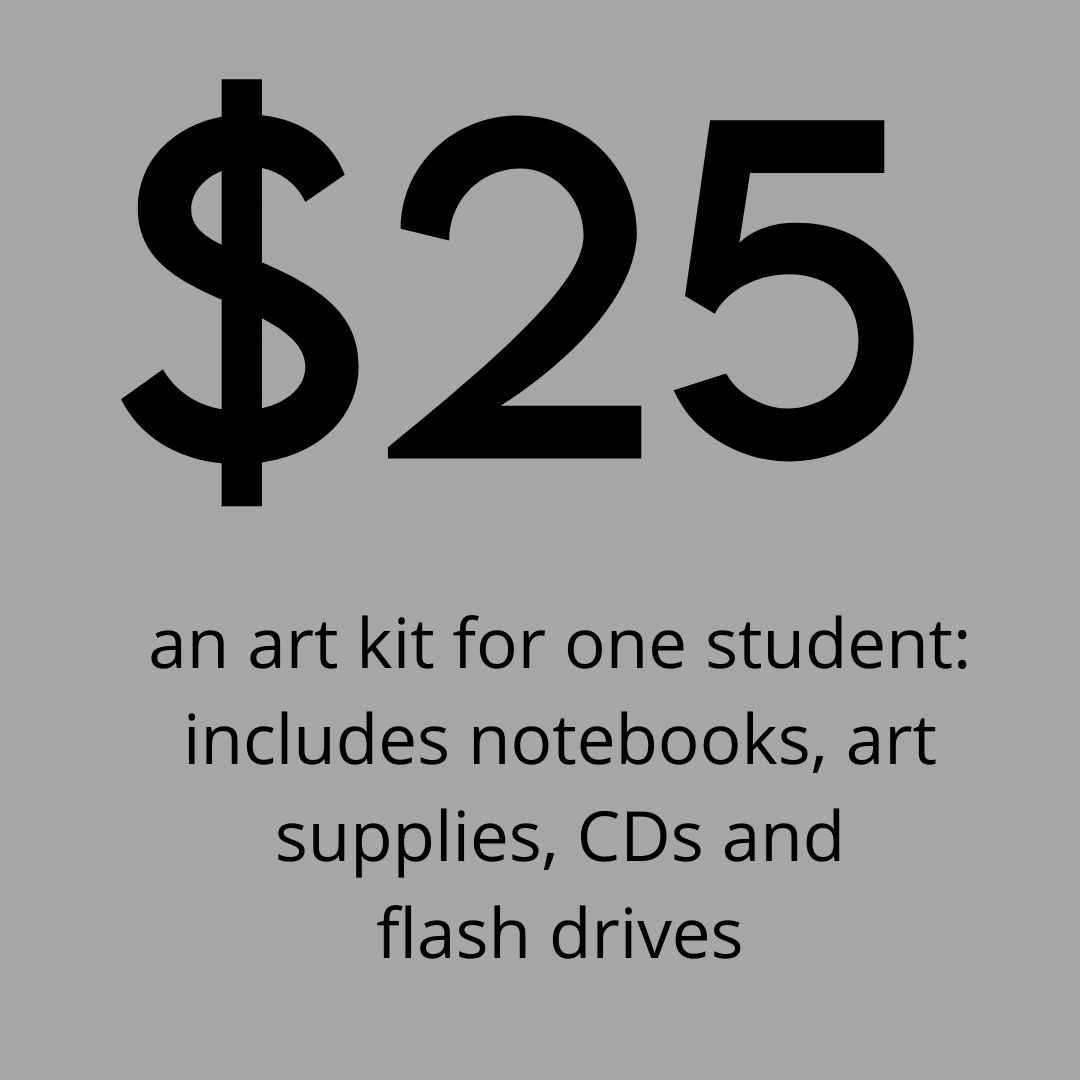 $25
an art kit for one student:
includes notebooks, art
supplies, CDs and
flash drives